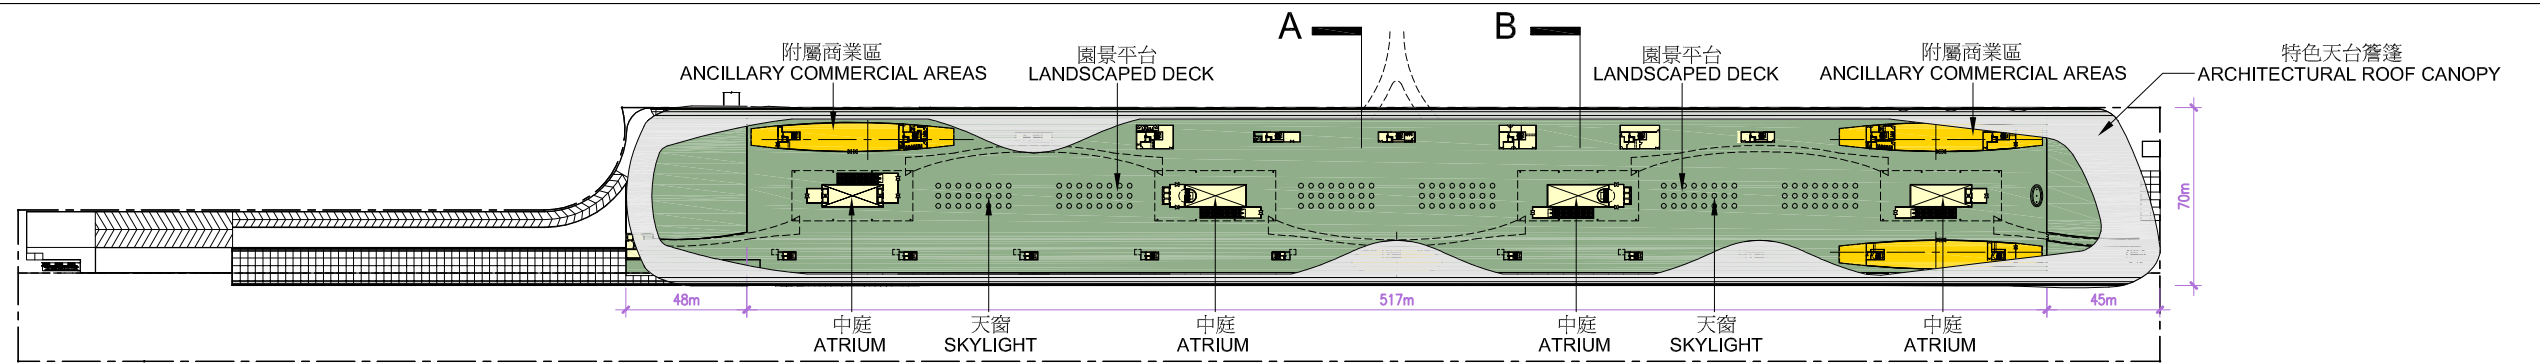 A
B
附屬商業區
ANCILLARY COMMERCIAL AREAS
園景平台
LANDSCAPED DECK
園景平台
LANDSCAPED DECK
附屬商業區
ANCILLARY COMMERCIAL AREAS
特色天台簷篷
ARCHITECTURAL ROOF CANOPY
70m
48m
517m
45m
中庭
ATRIUM
天窗
SKYLIGHT
中庭
ATRIUM
中庭
ATRIUM
天窗
SKYLIGHT
中庭
ATRIUM